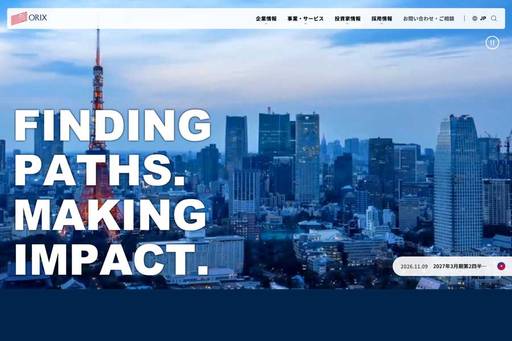 ORIX
企業情報
事業・サービス
投資家情報
採用情報
お問い合わせ・ご相談
JP
FINDING
PATHS.
MAKING
IMPACT.
2026.11.09 2027年3月期第2四半…